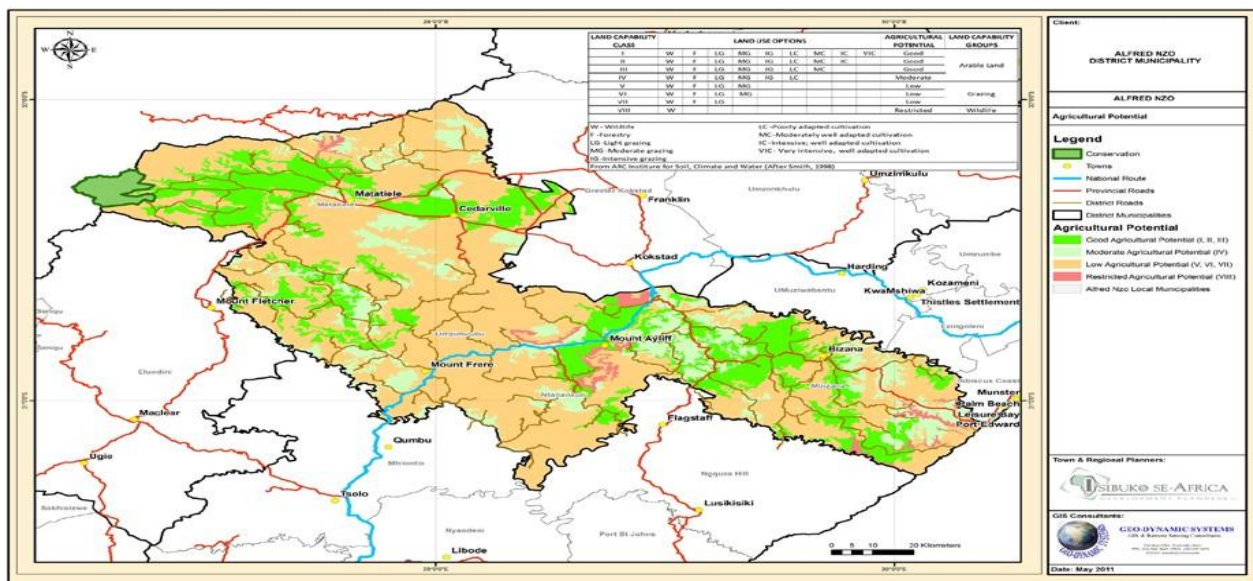 LAND CAPABILITY CLASS LAND USE OPTIONS AGRICULTURAL POTENTIAL LAND CAPABILITY GROUPS
I W F LG MG IG LC MC IC VIC Good
II W F LG MG IG LC MC IC Good Arable Land
III W F LG MG IG LC MC Good
IV W F LG MG IG LC Moderate
V W F LG MG Low
VI W F LG MG Low Grazing
VII W F LG Low
VIII W Restricted Wildlife
W - Wildlife
F - Forestry
LG - Light grazing
MG - Moderate grazing
IG - Intensive grazing
LC - Poorly adapted cultivation
MC - Moderately well adapted cultivation
IC - Intensive; well adapted cultivation
VIC - Very intensive, well adapted cultivation
From ARC Institute for Soil, Climate and Water (After Smith, 1998)
N
W E
S
Umzimkulu
Franklin
Matatiele
Cedarville
Kokstad
Harding
Kozameni
KwaMshiwa
Thistles Settlement
UMuziwabantu
Ezingoleni
Mount Fletcher
Elundini
Umzimvubu
Mount Ayliff
Mount Frere
Bizana
Ntabankulu
Hibiscus Coast
Munster
Palm Beach
Leisure Bay
Port Edward
Maclear
Flagstaff
Ugie
Qumbu
Mhlontlo
Ngquza Hill
Tsolo
Lusikisiki
Nyandeni
Port St Johns
Libode
0 5 10 20 Kilometers
Client:
ALFRED NZO
DISTRICT MUNICIPALITY
ALFRED NZO
Agricultural Potential
Legend
Conservation
Towns
National Route
Provincial Roads
District Roads
District Municipalities
Agricultural Potential
Good Agricultural Potential (I, II, III)
Moderate Agricultural Potential (IV)
Low Agricultural Potential (V, VI, VII)
Restricted Agricultural Potential (VIII)
Alfred Nzo Local Municipalities
Town & Regional Planners:
ISIBUKO SE-AFRICA
DEVELOPMENT PLANNERS
GIS Consultants:
GEO-DYNAMIC SYSTEMS
GIS & Remote Sensing Consultants
Date: May 2011